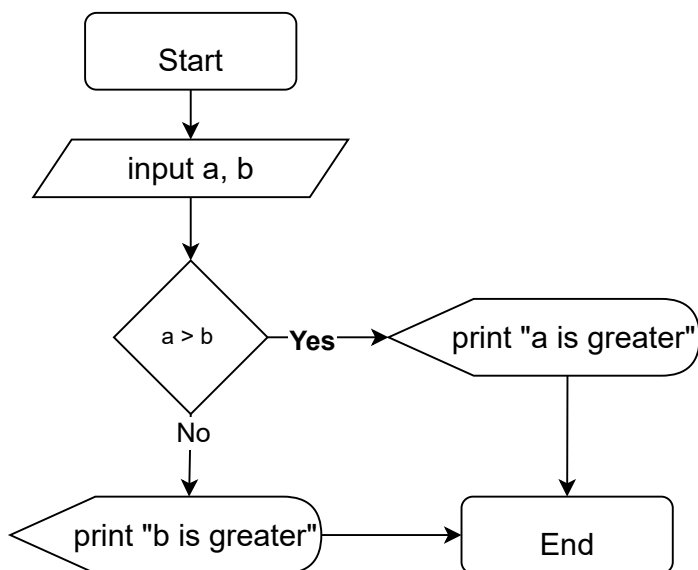 Start
input a, b
a > b
Yes
print "a is greater"
No
print "b is greater"
End